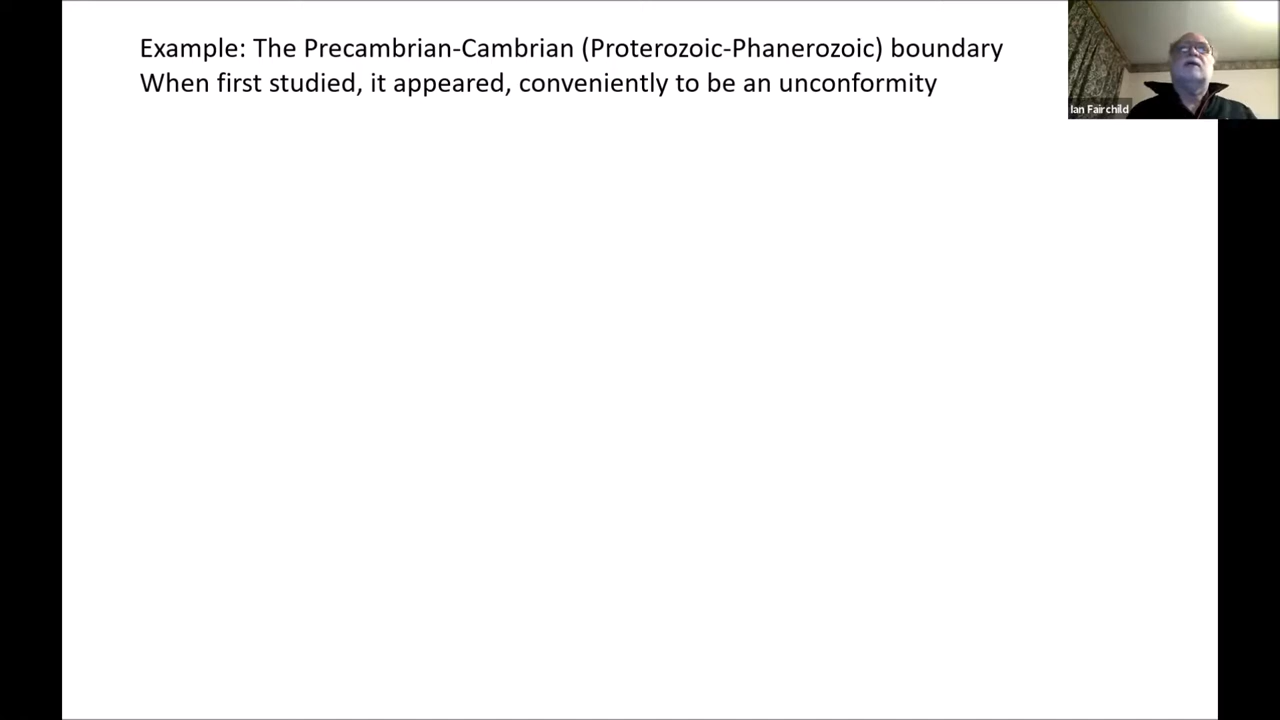 Example: The Precambrian-Cambrian (Proterozoic-Phanerozoic) boundary
When first studied, it appeared, conveniently to be an unconformity
Ian Fairchild